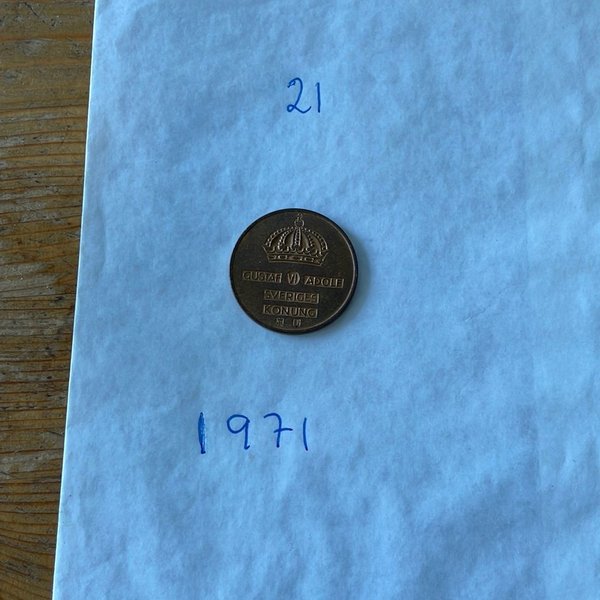 21
GUSTAF VI ADOLF
SVERIGES
KONUNG
U
1971